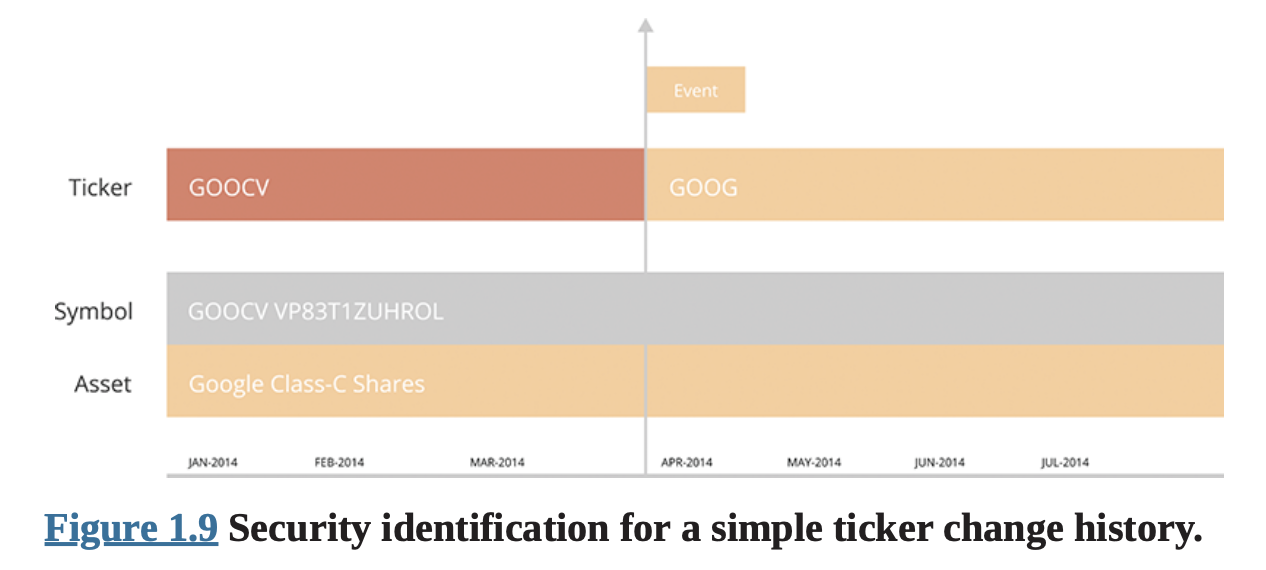 Event
Ticker
GOOCV
GOOG
Symbol
GOOCV VP83T1ZUHROL
Asset
Google Class-C Shares
JAN-2014 FEB-2014 MAR-2014 APR-2014 MAY-2014 JUN-2014 JUL-2014
Figure 1.9 Security identification for a simple ticker change history.